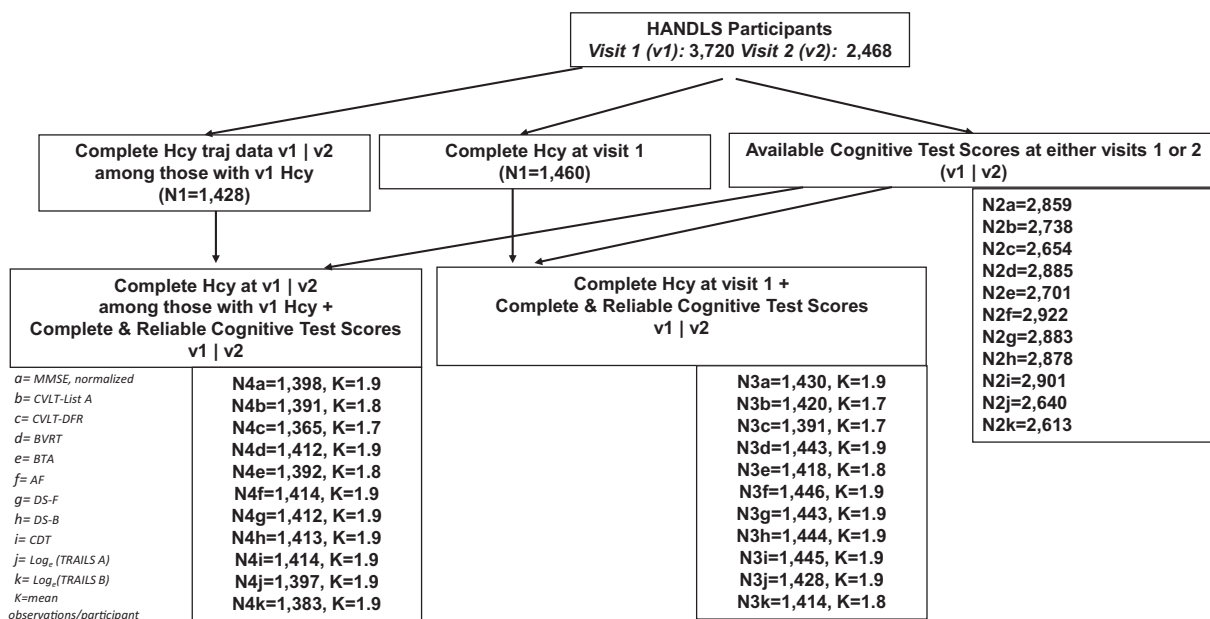 HANDLS Participants
Visit 1 (v1): 3,720 Visit 2 (v2): 2,468
Complete Hcy traj data v1 | v2
among those with v1 Hcy
(N1=1,428)
Complete Hcy at visit 1
(N1=1,460)
Available Cognitive Test Scores at either visits 1 or 2
(v1 | v2)
N2a=2,859
N2b=2,738
N2c=2,654
N2d=2,885
N2e=2,701
N2f=2,922
N2g=2,883
N2h=2,878
N2i=2,901
N2j=2,640
N2k=2,613
Complete Hcy at v1 | v2
among those with v1 Hcy +
Complete & Reliable Cognitive Test Scores
v1 | v2
Complete Hcy at visit 1 +
Complete & Reliable Cognitive Test Scores
v1 | v2
a= MMSE, normalized
b= CVLT-List A
c= CVLT-DFR
d= BVRT
e= BTA
f= AF
g= DS-F
h= DS-B
i= CDT
j= Logₑ (TRAILS A)
k= Logₑ(TRAILS B)
K=mean
observations/participant
N4a=1,398, K=1.9
N4b=1,391, K=1.8
N4c=1,365, K=1.7
N4d=1,412, K=1.9
N4e=1,392, K=1.8
N4f=1,414, K=1.9
N4g=1,412, K=1.9
N4h=1,413, K=1.9
N4i=1,414, K=1.9
N4j=1,397, K=1.9
N4k=1,383, K=1.9
N3a=1,430, K=1.9
N3b=1,420, K=1.7
N3c=1,391, K=1.7
N3d=1,443, K=1.9
N3e=1,418, K=1.8
N3f=1,446, K=1.9
N3g=1,443, K=1.9
N3h=1,444, K=1.9
N3i=1,445, K=1.9
N3j=1,428, K=1.9
N3k=1,414, K=1.8